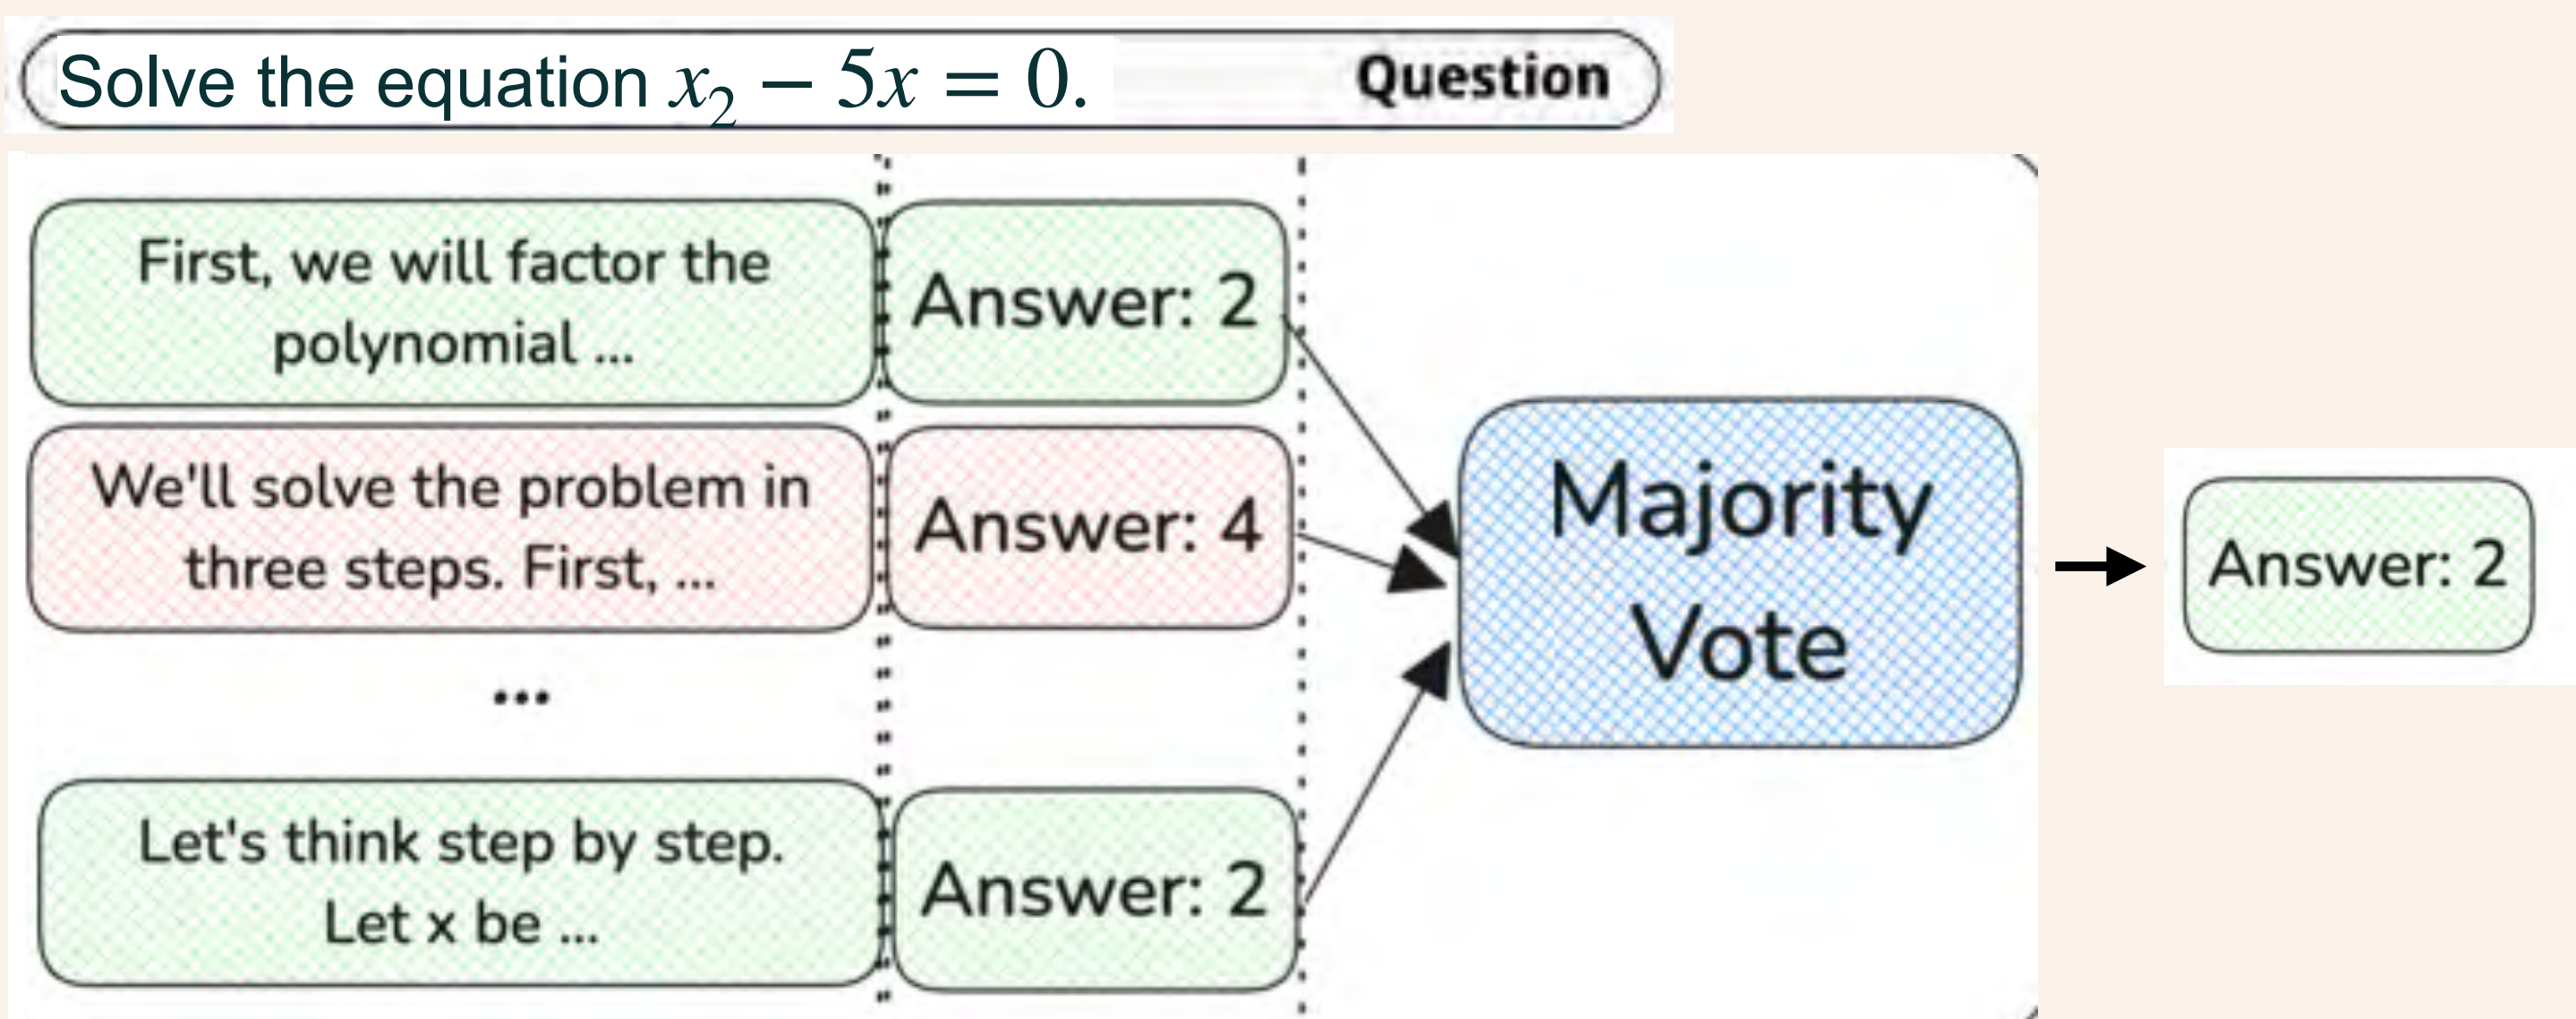 Solve the equation x₂ − 5x = 0.
Question
First, we will factor the
polynomial ...
Answer: 2
We'll solve the problem in
three steps. First, ...
Answer: 4
...
Let's think step by step.
Let x be ...
Answer: 2
Majority
Vote
Answer: 2